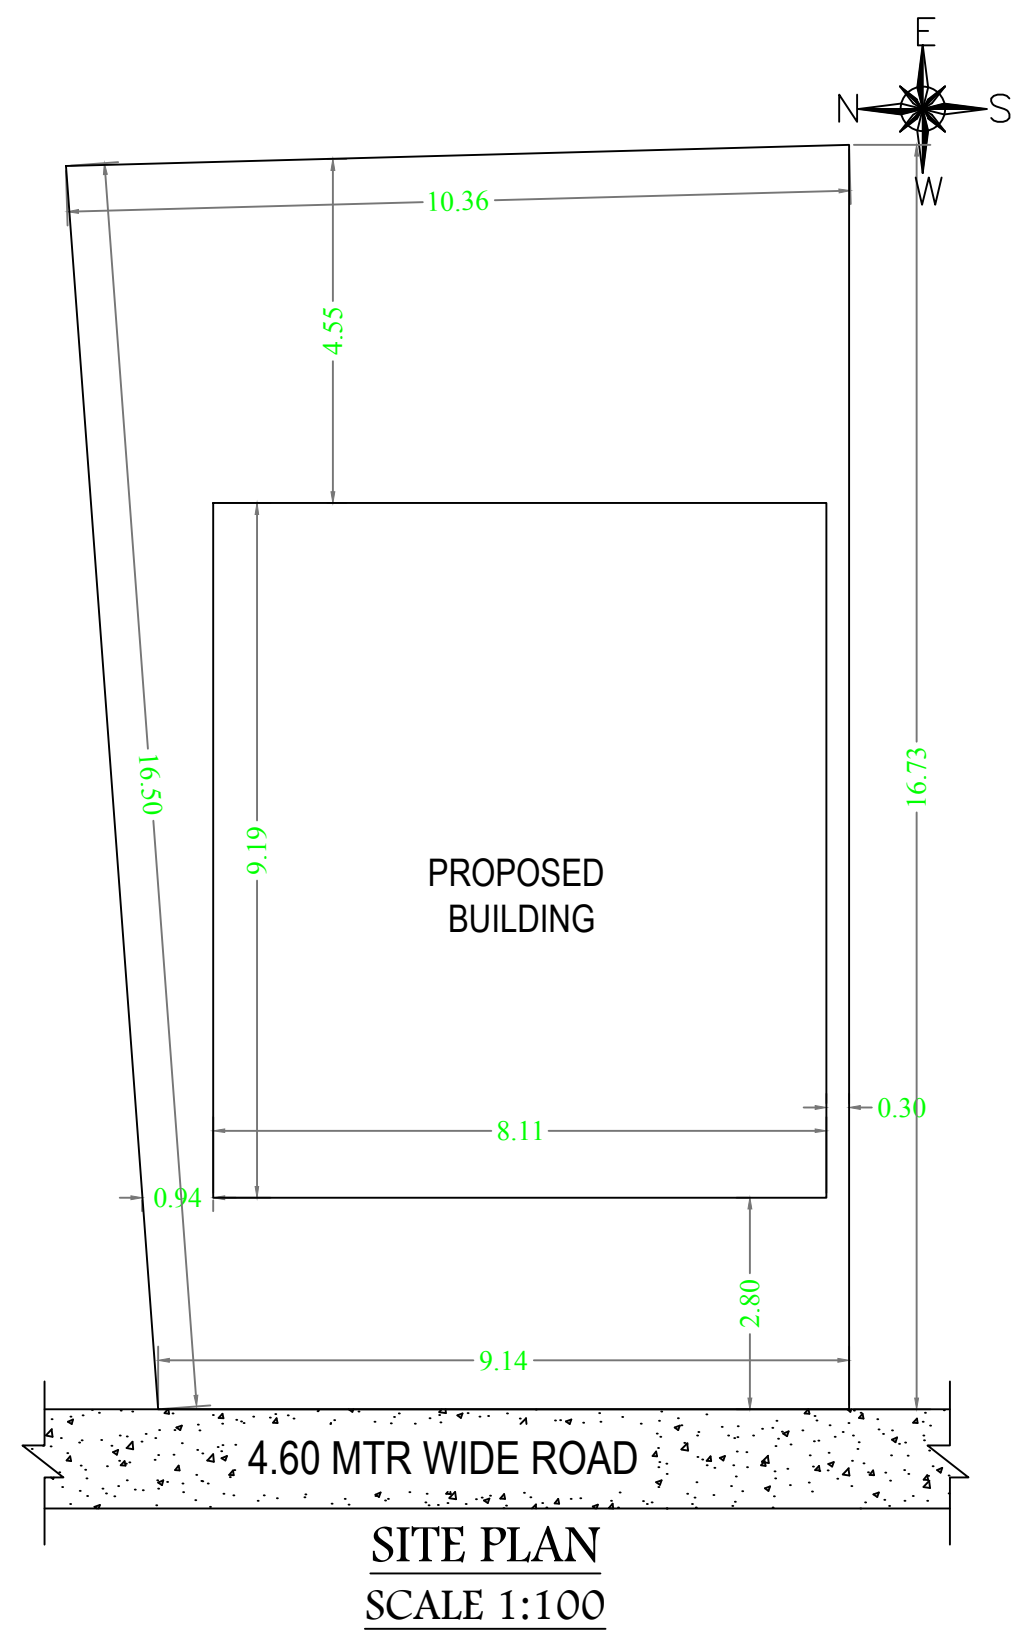 E
N
S
W
10.36
4.55
16.50
16.73
9.19
PROPOSED
BUILDING
0.30
8.11
0.94
2.80
9.14
4.60 MTR WIDE ROAD
SITE PLAN
SCALE 1:100